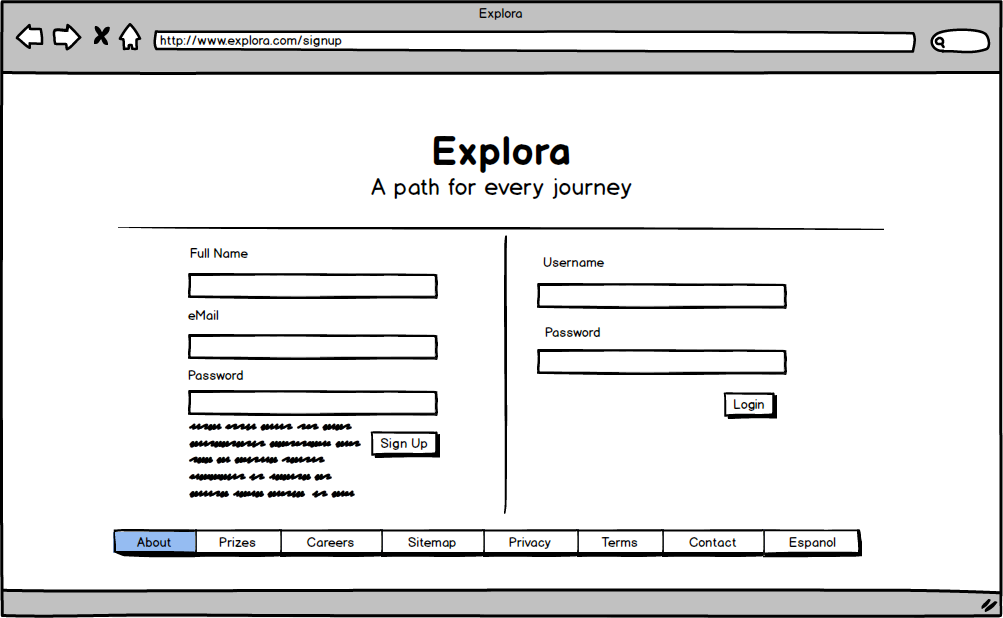 Explora
http://www.explora.com/signup
Explora
A path for every journey
Full Name
eMail
Password
Sign Up
Username
Password
Login
About Prizes Careers Sitemap Privacy Terms Contact Espanol